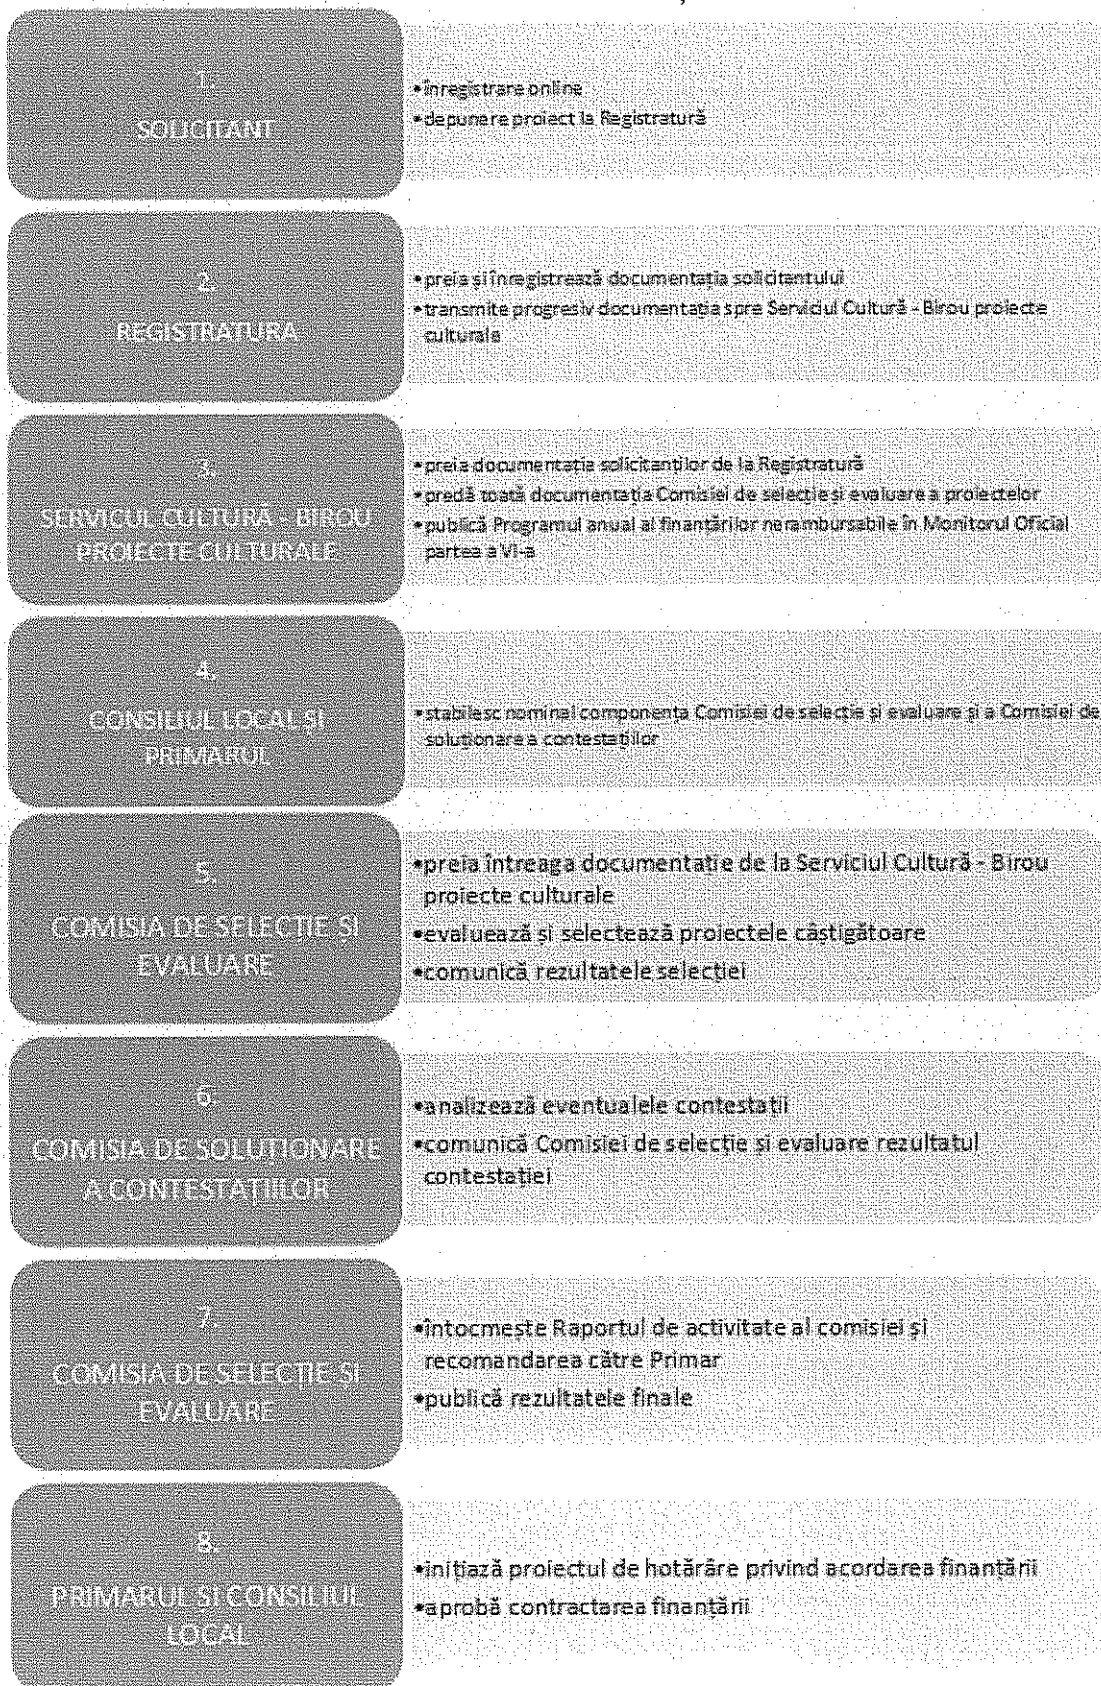 1.
SOLICITANT
•înregistrare online
•depunere proiect la Registratură
2.
REGISTRATURA
•preia și înregistrează documentația solicitantului
•transmite progresiv documentația spre Serviciul Cultură - Birou proiecte
culturale
3.
SERVICUL CULTURA - BIROU
PROIECTE CULTURALE
•preia documentația solicitanților de la Registratură
•predă toată documentația Comisiei de selecție si evaluare a proiectelor
•publică Programul anual al finanțărilor nerambursabile în Monitorul Oficial
partea a VI-a
4.
CONSILIUL LOCAL ȘI
PRIMARUL
•stabilesc nominal componența Comisiei de selecție și evaluare și a Comisiei de
soluționare a contestațiilor
5.
COMISIA DE SELECȚIE SI
EVALUARE
•preia întreaga documentație de la Serviciul Cultură - Birou
proiecte culturale
•evaluează și selectează proiectele câștigătoare
•comunică rezultatele selecției
6.
COMISIA DE SOLUTIONARE
A CONTESTAȚIILOR
•analizează eventualele contestații
•comunică Comisiei de selecție si evaluare rezultatul
contestației
7.
COMISIA DE SELECȚIE SI
EVALUARE
•întocmește Raportul de activitate al comisiei și
recomandarea către Primar
•publică rezultatele finale
8.
PRIMARUL SI CONSILIUL
LOCAL
•inițiază proiectul de hotărâre privind acordarea finanțării
•aprobă contractarea finanțării